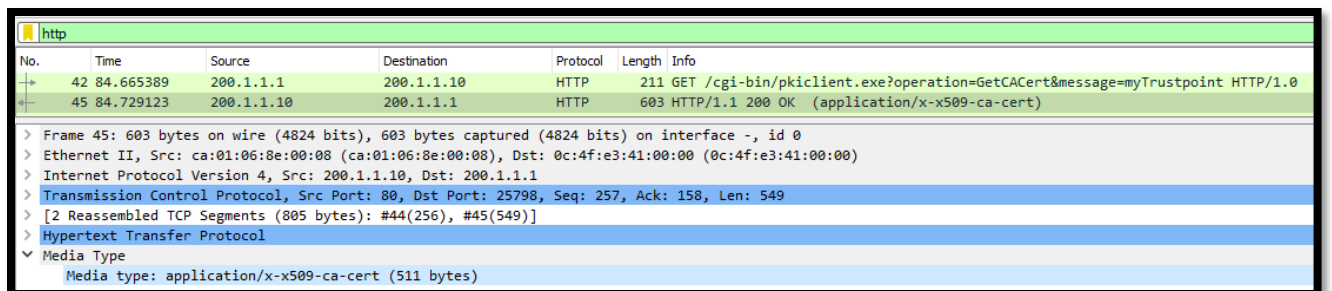 http
No. Time Source Destination Protocol Length Info
42 84.665389 200.1.1.1 200.1.1.10 HTTP 211 GET /cgi-bin/pkiclient.exe?operation=GetCACert&message=myTrustpoint HTTP/1.0
45 84.729123 200.1.1.10 200.1.1.1 HTTP 603 HTTP/1.1 200 OK (application/x-x509-ca-cert)
Frame 45: 603 bytes on wire (4824 bits), 603 bytes captured (4824 bits) on interface -, id 0
Ethernet II, Src: ca:01:06:8e:00:08 (ca:01:06:8e:00:08), Dst: 0c:4f:e3:41:00:00 (0c:4f:e3:41:00:00)
Internet Protocol Version 4, Src: 200.1.1.10, Dst: 200.1.1.1
Transmission Control Protocol, Src Port: 80, Dst Port: 25798, Seq: 257, Ack: 158, Len: 549
[2 Reassembled TCP Segments (805 bytes): #44(256), #45(549)]
Hypertext Transfer Protocol
Media Type
Media type: application/x-x509-ca-cert (511 bytes)